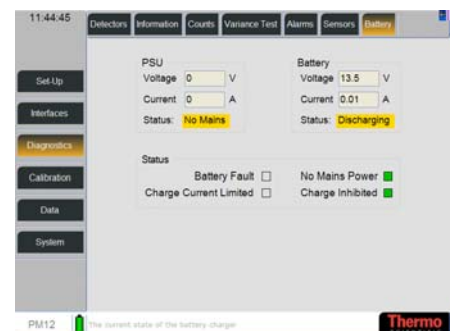 11:44:45
Detectors Information Counts Variance Test Alarms Sensors Battery
Set-Up
Interfaces
Diagnostics
Calibration
Data
System
PSU
Voltage 0 V
Current 0 A
Status: No Mains
Battery
Voltage 13.5 V
Current 0.01 A
Status: Discharging
Status
Battery Fault
No Mains Power
Charge Current Limited
Charge Inhibited
PM12
The current state of the battery charger
Thermo